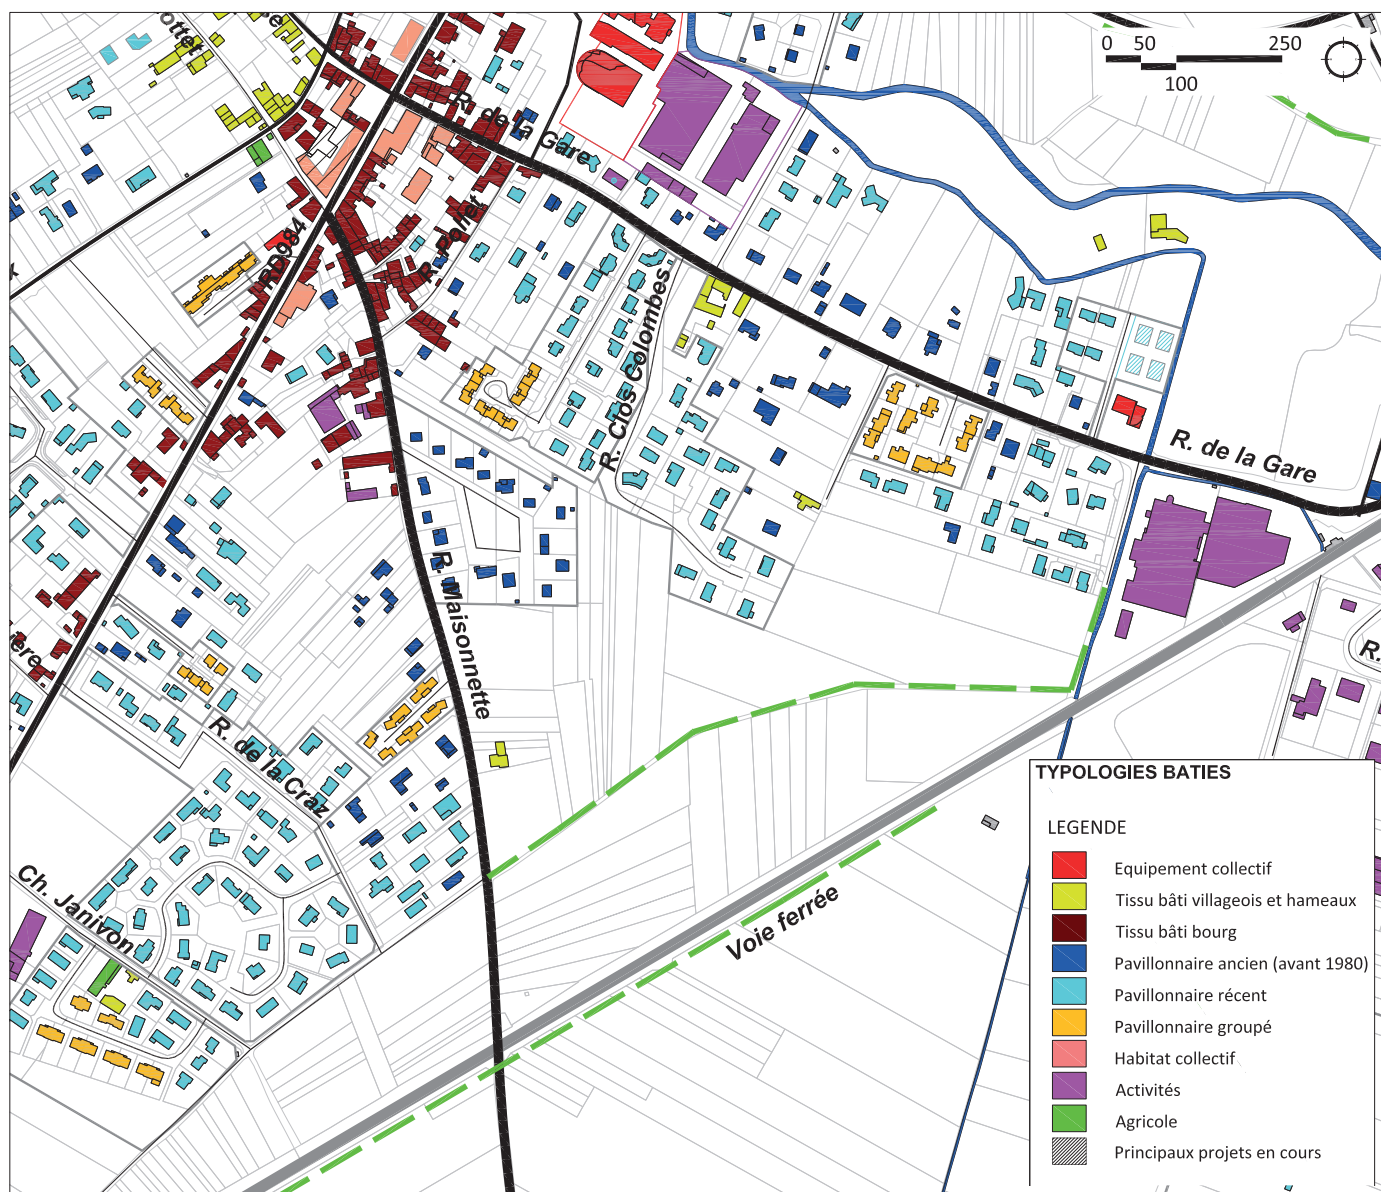 0 50 250
100
R. de la Gare
R. Pollet
RD984
R. Clos Colombes
R. de la Gare
R. Maisonnette
R.
R. de la Craz
Ch. Janivon
Voie ferrée
TYPOLOGIES BATIES
LEGENDE
Equipement collectif
Tissu bâti villageois et hameaux
Tissu bâti bourg
Pavillonnaire ancien (avant 1980)
Pavillonnaire récent
Pavillonnaire groupé
Habitat collectif
Activités
Agricole
Principaux projets en cours